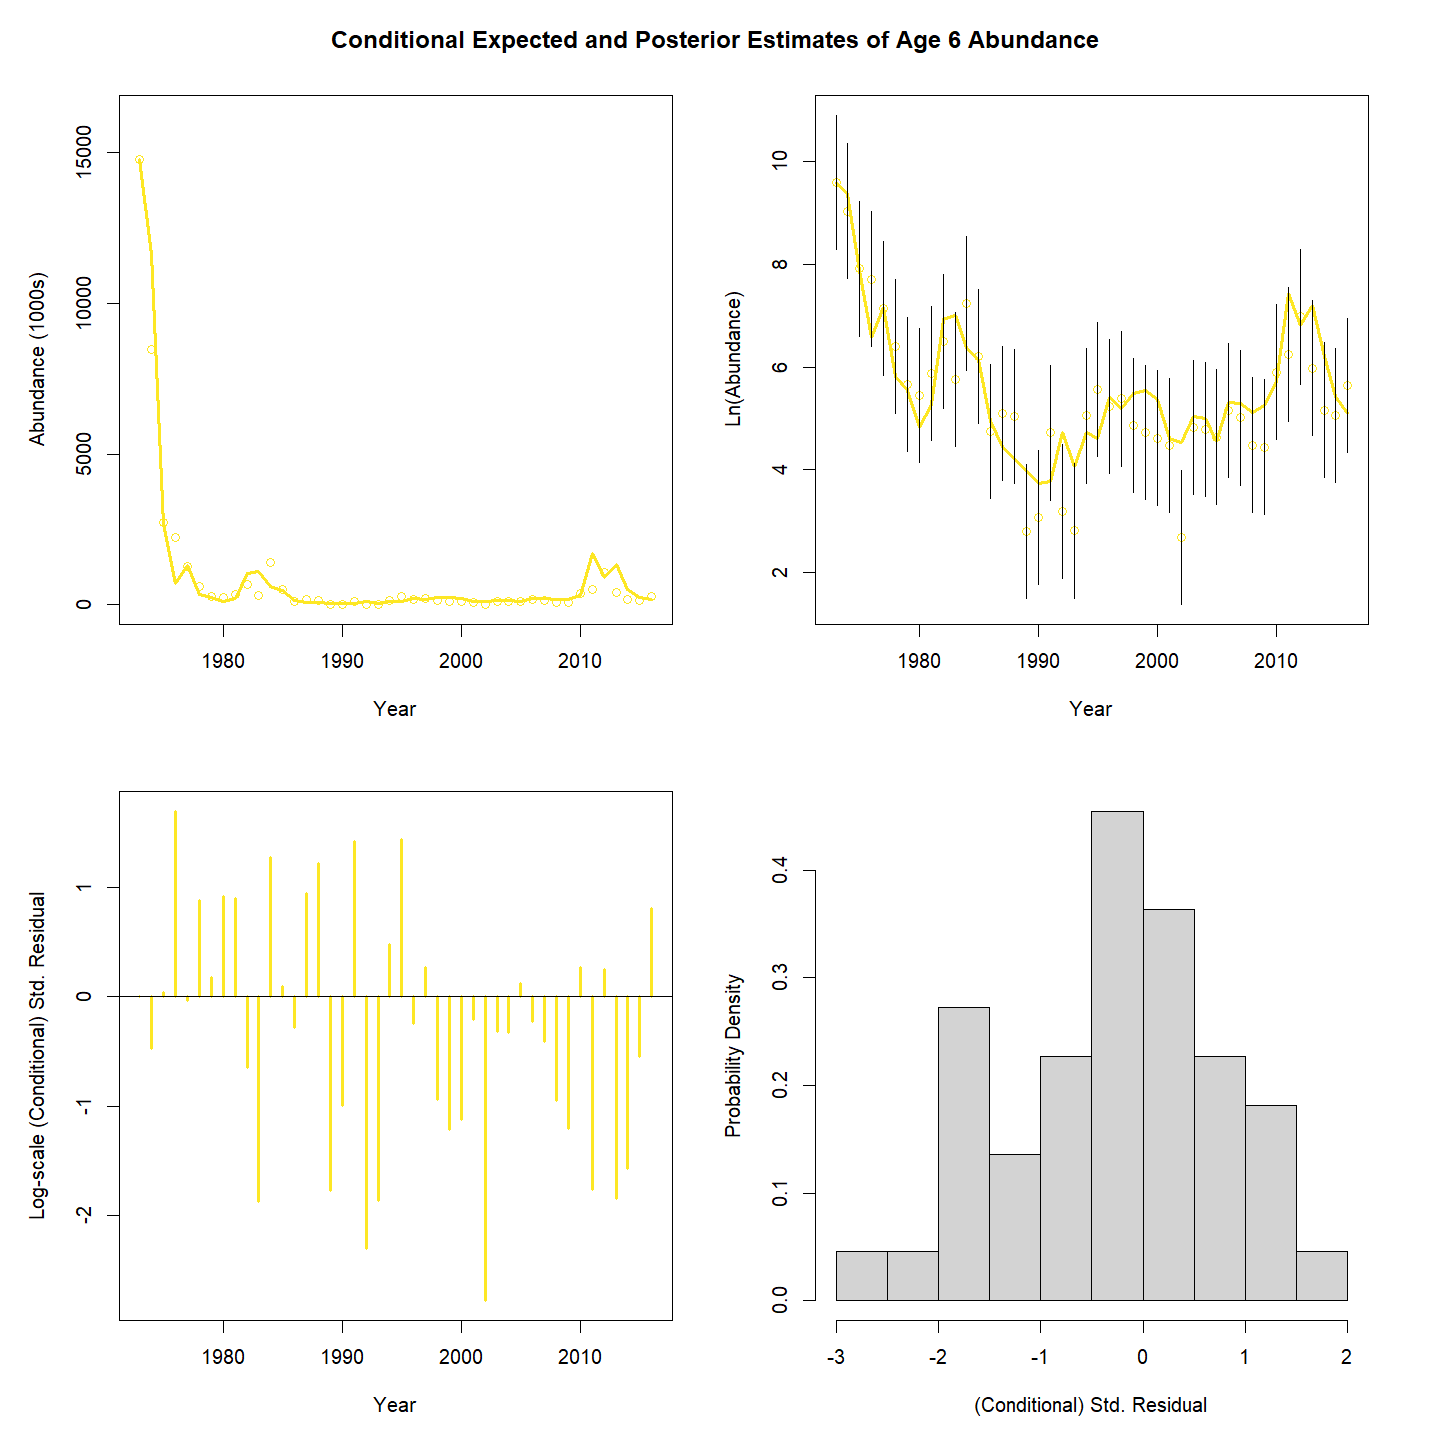 Conditional Expected and Posterior Estimates of Age 6 Abundance
Abundance (1000s)
15000
10000
5000
0
1980 1990 2000 2010
Year
Ln(Abundance)
10
8
6
4
2
1980 1990 2000 2010
Year
Log-scale (Conditional) Std. Residual
1
0
-1
-2
1980 1990 2000 2010
Year
Probability Density
0.4
0.3
0.2
0.1
0.0
-3 -2 -1 0 1 2
(Conditional) Std. Residual